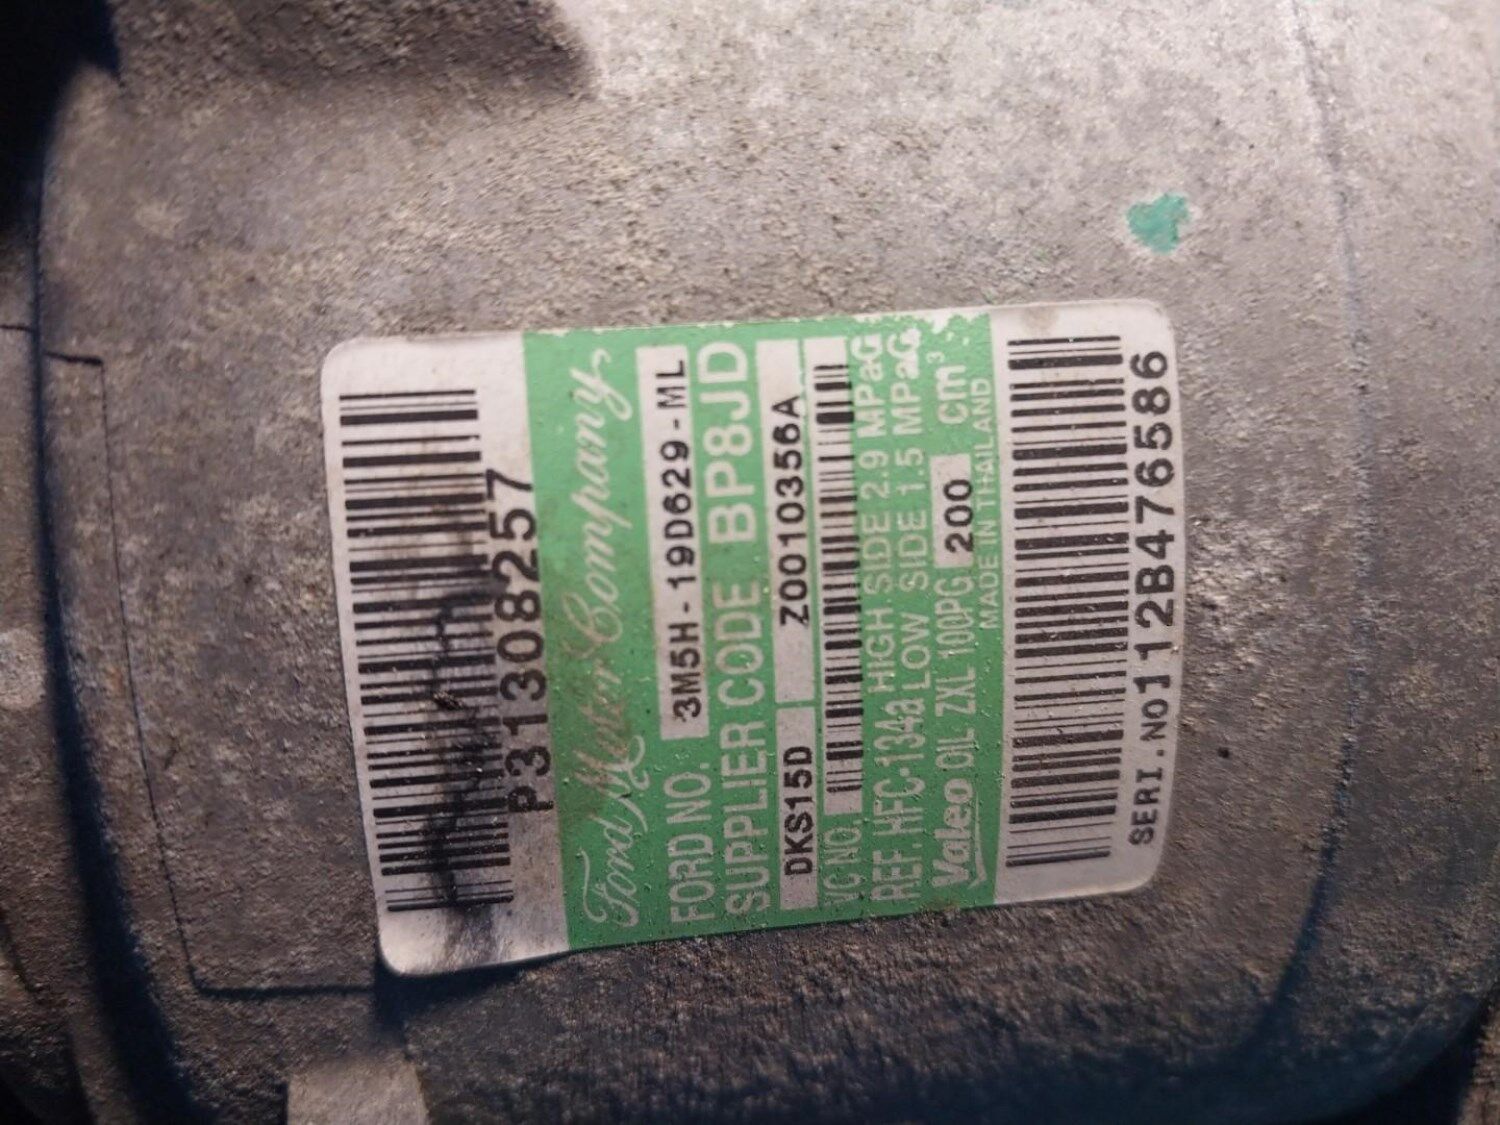 P31308257
Ford Motor Company
FORD NO. 3M5H-19D629-ML
SUPPLIER CODE BP8JD
DKS15D Z0010356A
VC NO.
REF. HFC-134a HIGH SIDE 2.9 MPaG
LOW SIDE 1.5 MPaG
Valeo OIL ZXL 100PG 200 cm³
MADE IN THAILAND
SERI.NO112B476586